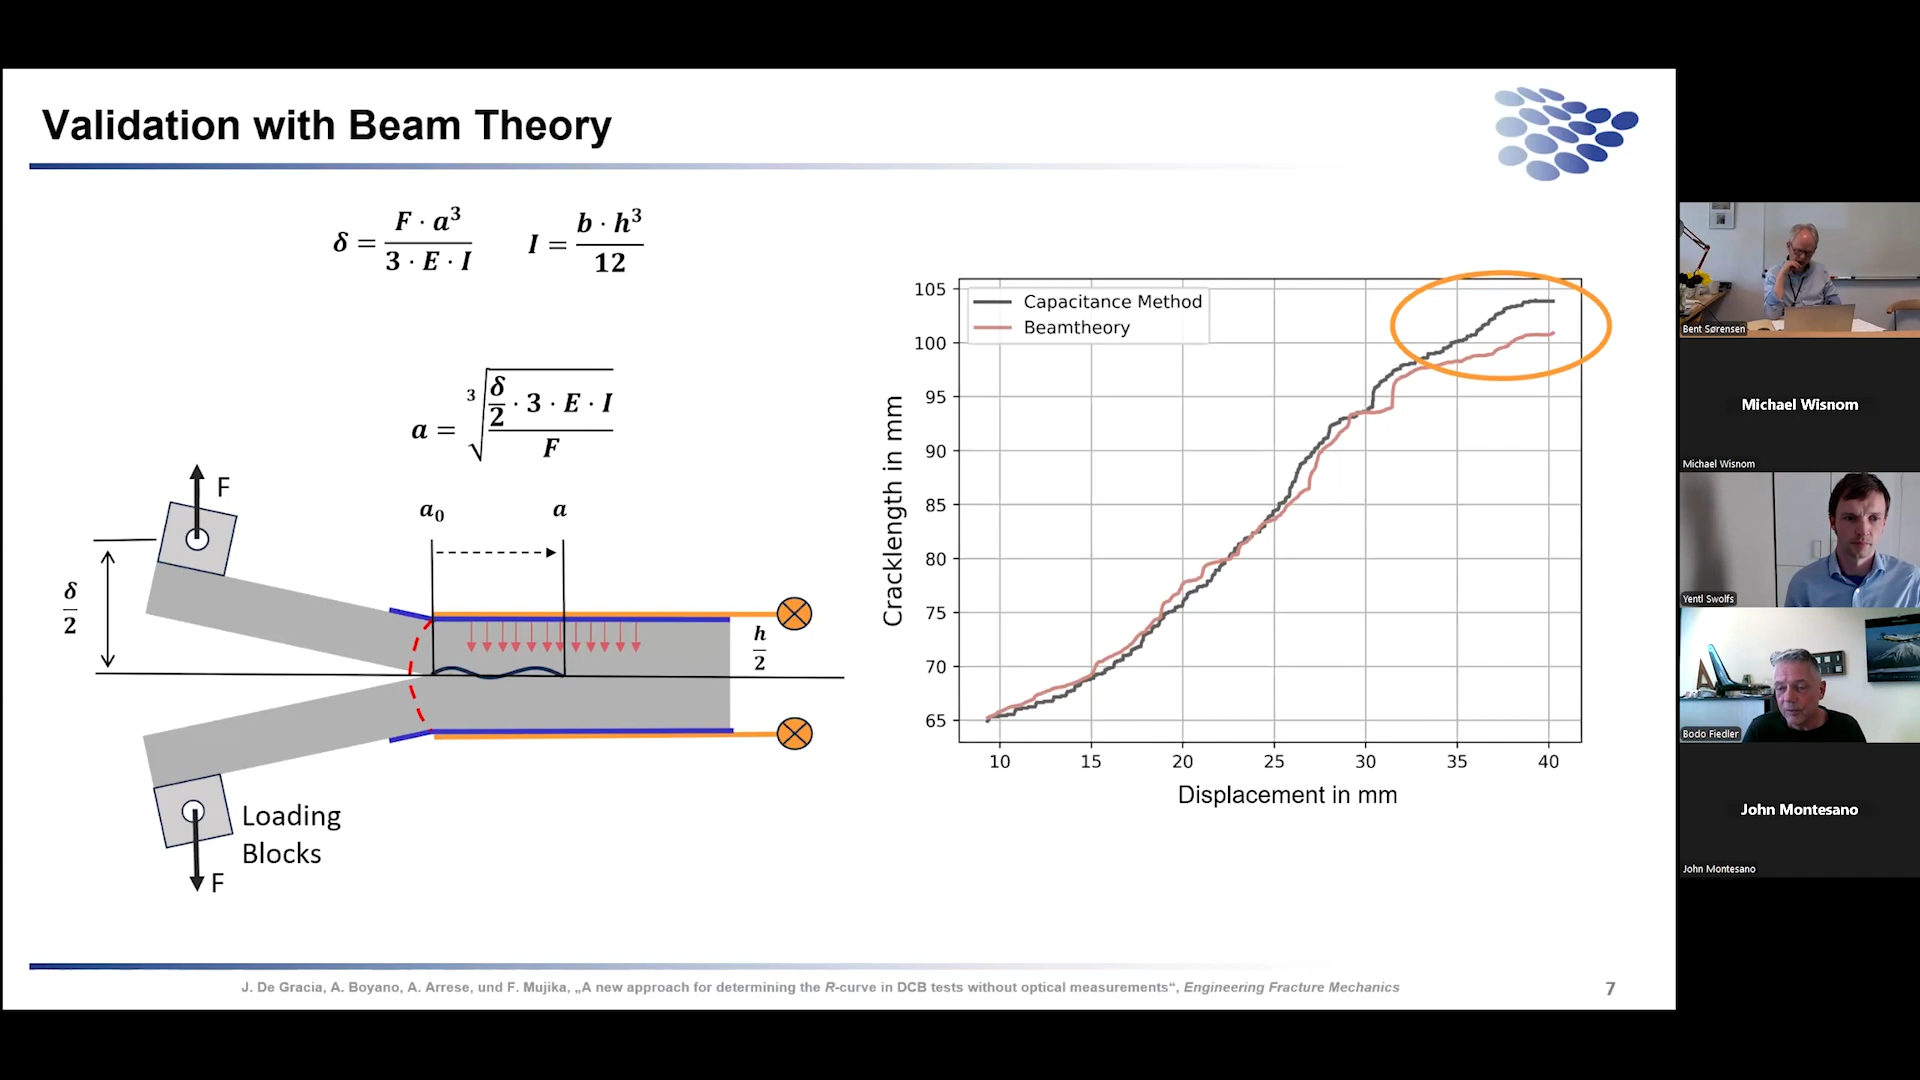 Validation with Beam Theory
δ = F · a³ / 3 · E · I
I = b · h³ / 12
a = ∛(δ/2 · 3 · E · I / F)
F
a₀
a
δ/2
h/2
Loading
Blocks
F
Capacitance Method
Beamtheory
Cracklength in mm
105
100
95
90
85
80
75
70
65
10 15 20 25 30 35 40
Displacement in mm
J. De Gracia, A. Boyano, A. Arrese, und F. Mujika, „A new approach for determining the R-curve in DCB tests without optical measurements“, Engineering Fracture Mechanics
7
Bent Sørensen
Michael Wisnom
Michael Wisnom
Yentl Swolfs
Bodo Fiedler
John Montesano
John Montesano